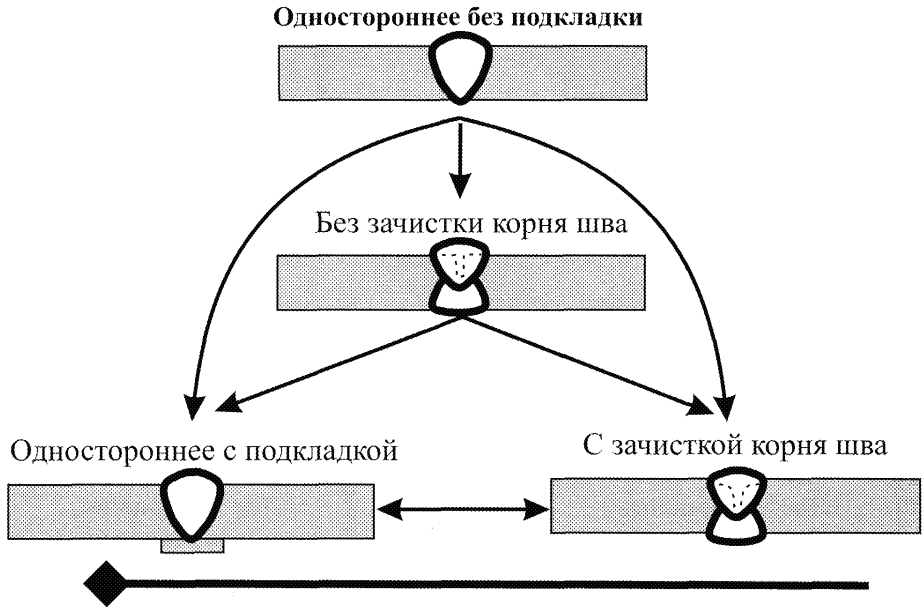 Одностороннее без подкладки
Без зачистки корня шва
Одностороннее с подкладкой
С зачисткой корня шва